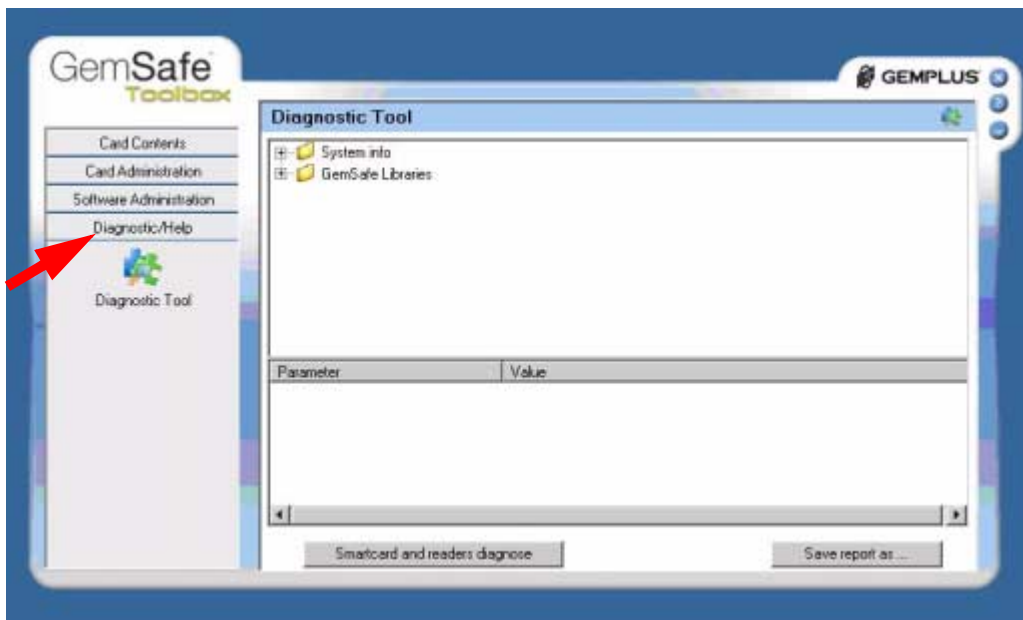 GemSafe
Toolbox
GEMPLUS
Card Contents
Card Administration
Software Administration
Diagnostic/Help
Diagnostic Tool
Diagnostic Tool
System info
GemSafe Libraries
Parameter Value
Smartcard and readers diagnose
Save report as ...